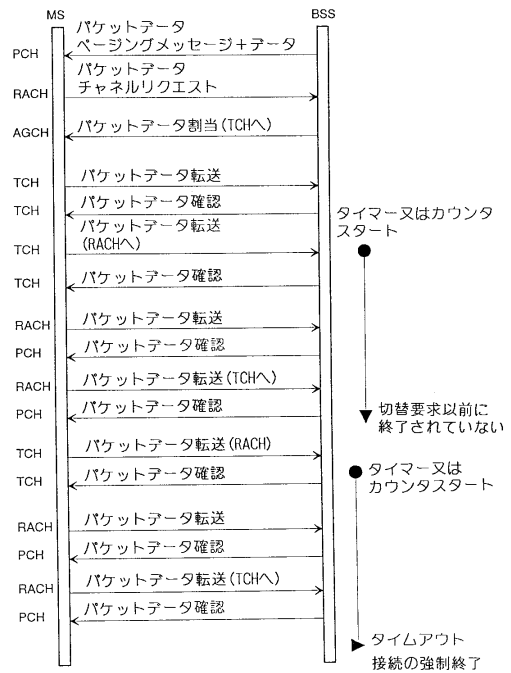 MS
BSS
パケットデータ
PCH
ページングメッセージ+データ
パケットデータ
RACH
チャネルリクエスト
AGCH
パケットデータ割当(TCHへ)
TCH
パケットデータ転送
TCH
パケットデータ確認
パケットデータ転送
TCH
(RACHへ)
タイマー又はカウンタ
スタート
TCH
パケットデータ確認
RACH
パケットデータ転送
PCH
パケットデータ確認
RACH
パケットデータ転送(TCHへ)
PCH
パケットデータ確認
切替要求以前に
終了されていない
TCH
パケットデータ転送(RACH)
TCH
パケットデータ確認
タイマー又は
カウンタスタート
RACH
パケットデータ転送
PCH
パケットデータ確認
RACH
パケットデータ転送(TCHへ)
PCH
パケットデータ確認
タイムアウト
接続の強制終了